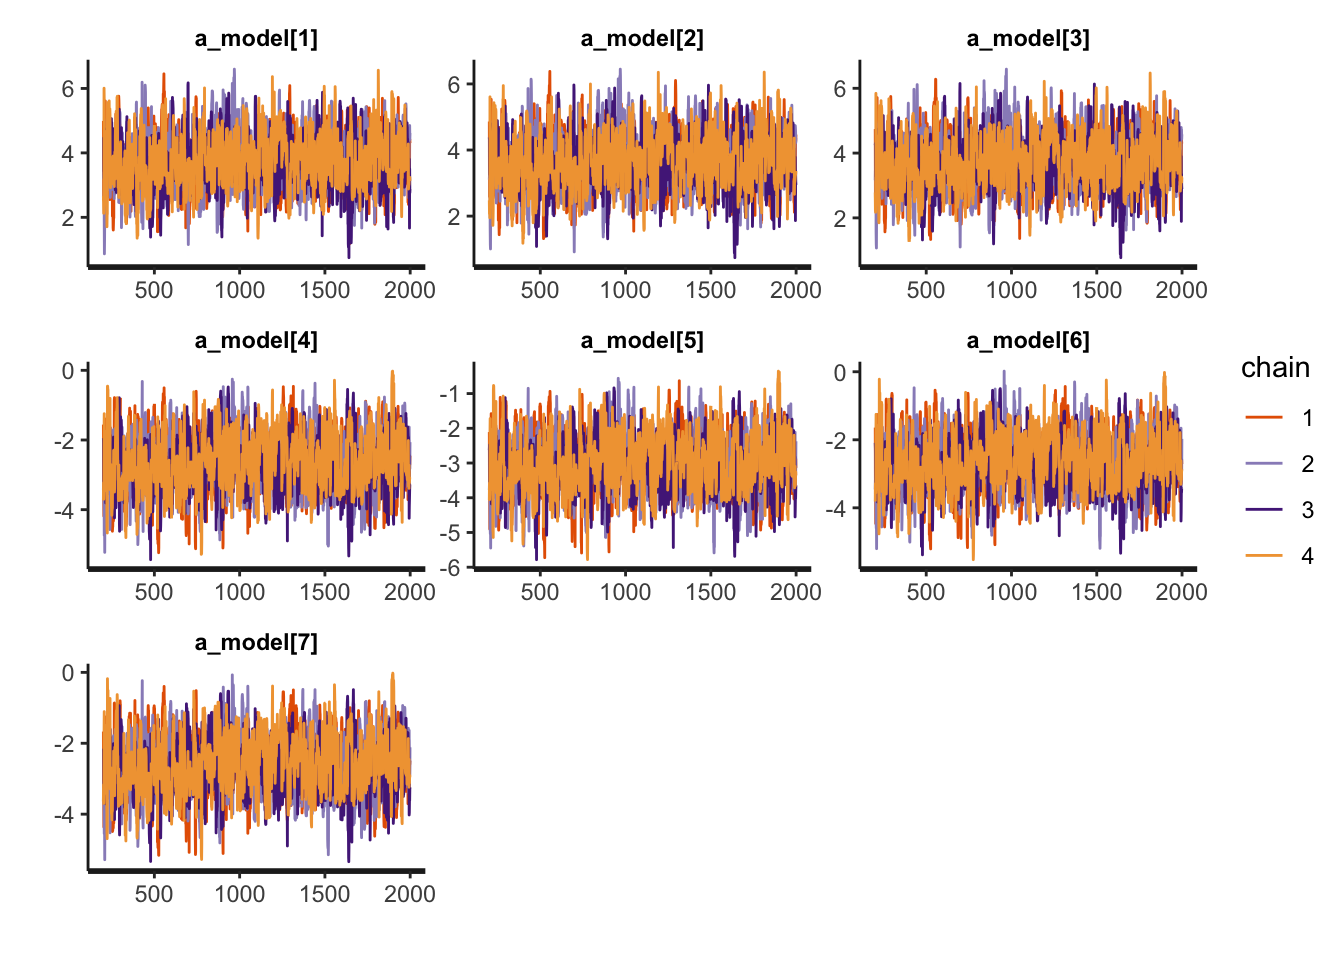 a_model[1] a_model[2] a_model[3]
6 6 6
4 4 4
2 2 2
500 1000 1500 2000 500 1000 1500 2000 500 1000 1500 2000
a_model[4] a_model[5] a_model[6]
0 -1 0
-2 -2 -2
-3
-4 -4 -4
-5
-6
500 1000 1500 2000 500 1000 1500 2000 500 1000 1500 2000
chain
1
2
3
4
a_model[7]
0
-2
-4
500 1000 1500 2000